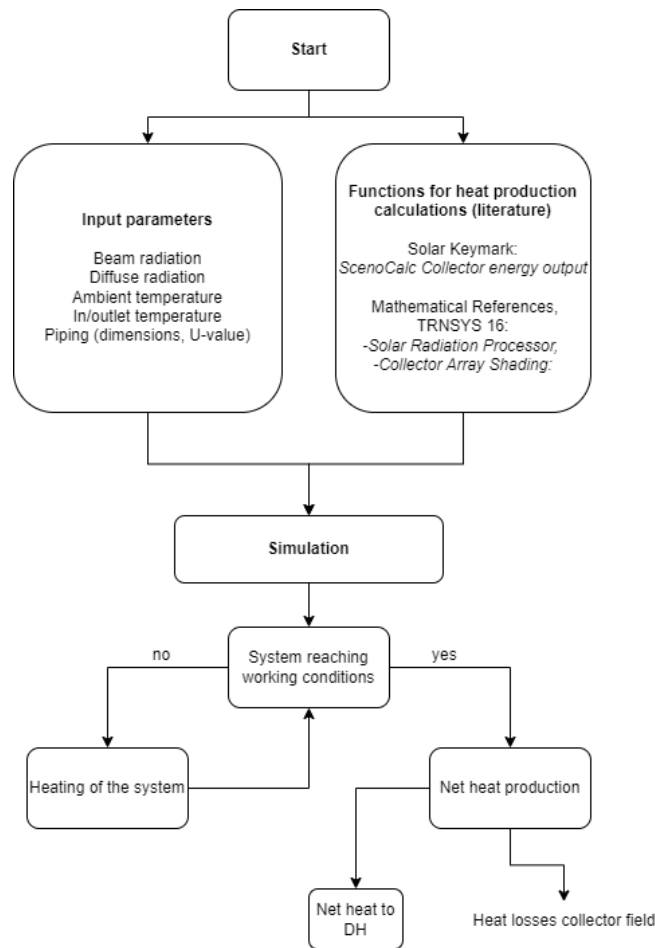 Start
Input parameters
Beam radiation
Diffuse radiation
Ambient temperature
In/outlet temperature
Piping (dimensions, U-value)
Functions for heat production
calculations (literature)
Solar Keymark:
ScenoCalc Collector energy output
Mathematical References,
TRNSYS 16:
-Solar Radiation Processor,
-Collector Array Shading:
Simulation
no
System reaching
working conditions
yes
Heating of the system
Net heat production
Net heat to
DH
Heat losses collector field